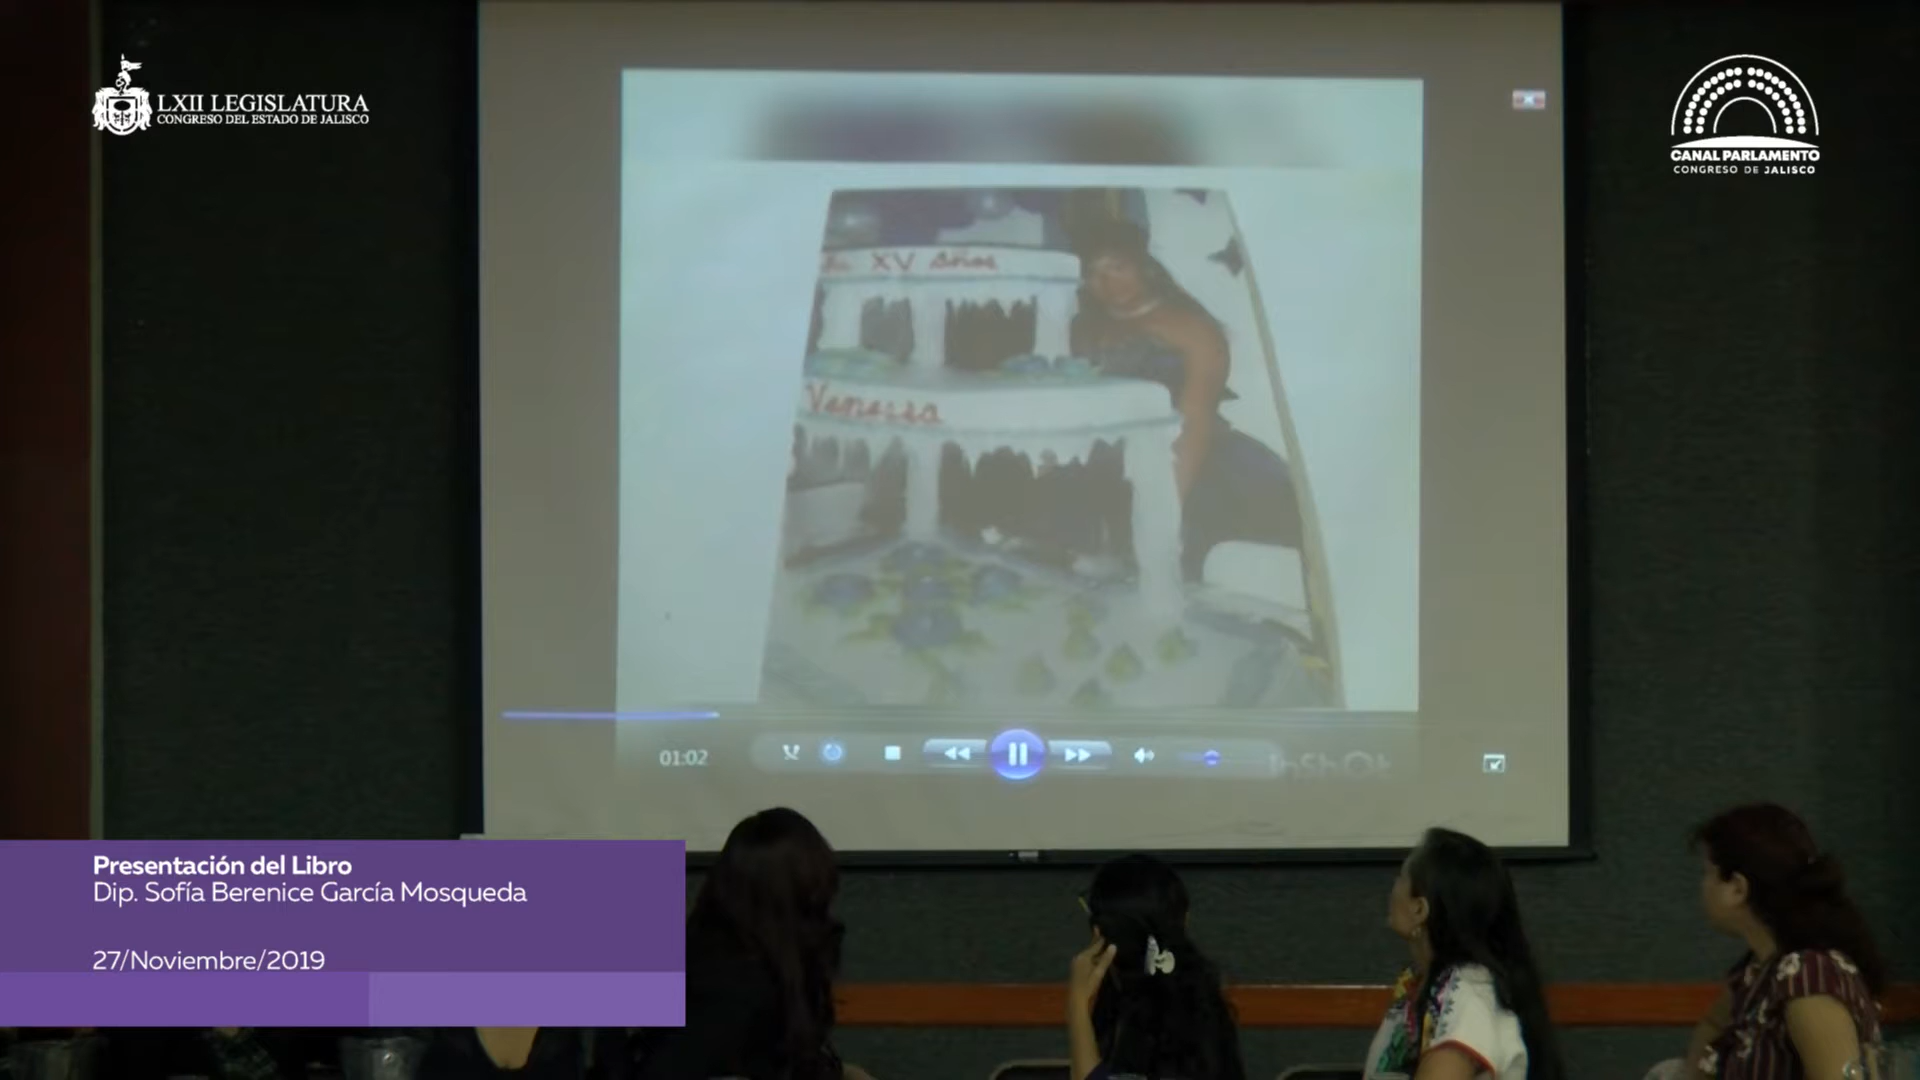 LXII LEGISLATURA
CONGRESO DEL ESTADO DE JALISCO
CANAL PARLAMENTO
CONGRESO DE JALISCO
XV Años
Vanessa
01:02
InShOt
Presentación del Libro
Dip. Sofía Berenice García Mosqueda
27/Noviembre/2019